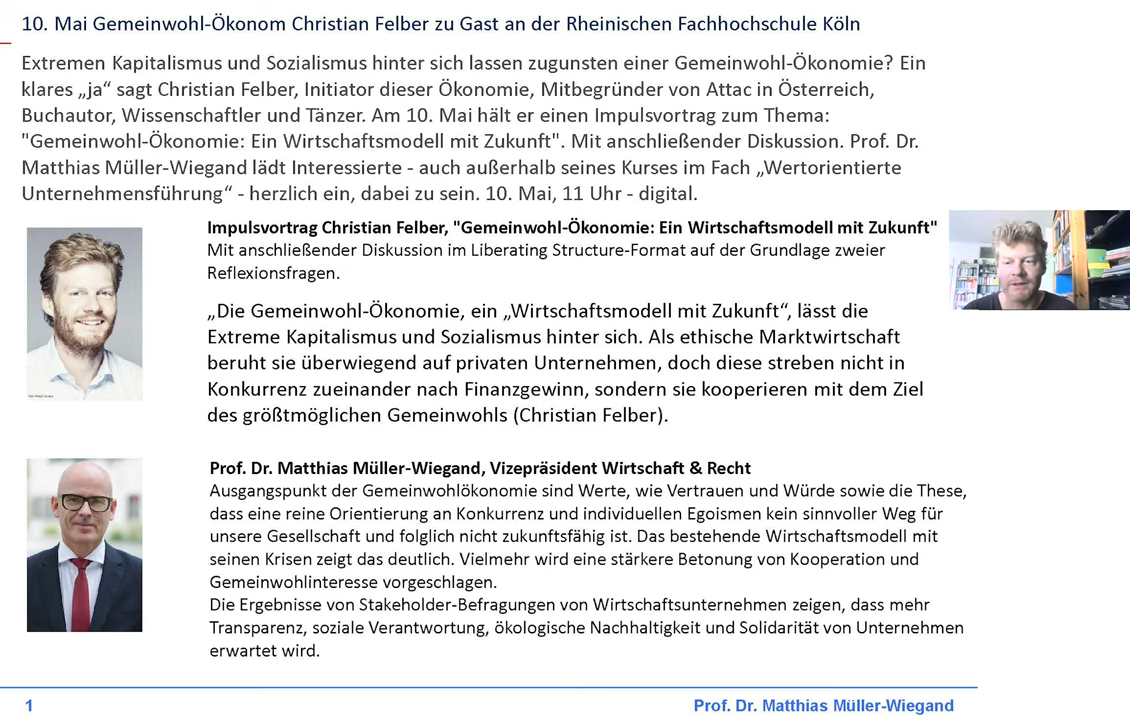 10. Mai Gemeinwohl-Ökonom Christian Felber zu Gast an der Rheinischen Fachhochschule Köln
Extremen Kapitalismus und Sozialismus hinter sich lassen zugunsten einer Gemeinwohl-Ökonomie? Ein
klares „ja“ sagt Christian Felber, Initiator dieser Ökonomie, Mitbegründer von Attac in Österreich,
Buchautor, Wissenschaftler und Tänzer. Am 10. Mai hält er einen Impulsvortrag zum Thema:
"Gemeinwohl-Ökonomie: Ein Wirtschaftsmodell mit Zukunft". Mit anschließender Diskussion. Prof. Dr.
Matthias Müller-Wiegand lädt Interessierte - auch außerhalb seines Kurses im Fach „Wertorientierte
Unternehmensführung“ - herzlich ein, dabei zu sein. 10. Mai, 11 Uhr - digital.
Impulsvortrag Christian Felber, "Gemeinwohl-Ökonomie: Ein Wirtschaftsmodell mit Zukunft"
Mit anschließender Diskussion im Liberating Structure-Format auf der Grundlage zweier
Reflexionsfragen.
„Die Gemeinwohl-Ökonomie, ein „Wirtschaftsmodell mit Zukunft“, lässt die
Extreme Kapitalismus und Sozialismus hinter sich. Als ethische Marktwirtschaft
beruht sie überwiegend auf privaten Unternehmen, doch diese streben nicht in
Konkurrenz zueinander nach Finanzgewinn, sondern sie kooperieren mit dem Ziel
des größtmöglichen Gemeinwohls (Christian Felber).
Prof. Dr. Matthias Müller-Wiegand, Vizepräsident Wirtschaft & Recht
Ausgangspunkt der Gemeinwohlökonomie sind Werte, wie Vertrauen und Würde sowie die These,
dass eine reine Orientierung an Konkurrenz und individuellen Egoismen kein sinnvoller Weg für
unsere Gesellschaft und folglich nicht zukunftsfähig ist. Das bestehende Wirtschaftsmodell mit
seinen Krisen zeigt das deutlich. Vielmehr wird eine stärkere Betonung von Kooperation und
Gemeinwohlinteresse vorgeschlagen.
Die Ergebnisse von Stakeholder-Befragungen von Wirtschaftsunternehmen zeigen, dass mehr
Transparenz, soziale Verantwortung, ökologische Nachhaltigkeit und Solidarität von Unternehmen
erwartet wird.
1
Prof. Dr. Matthias Müller-Wiegand